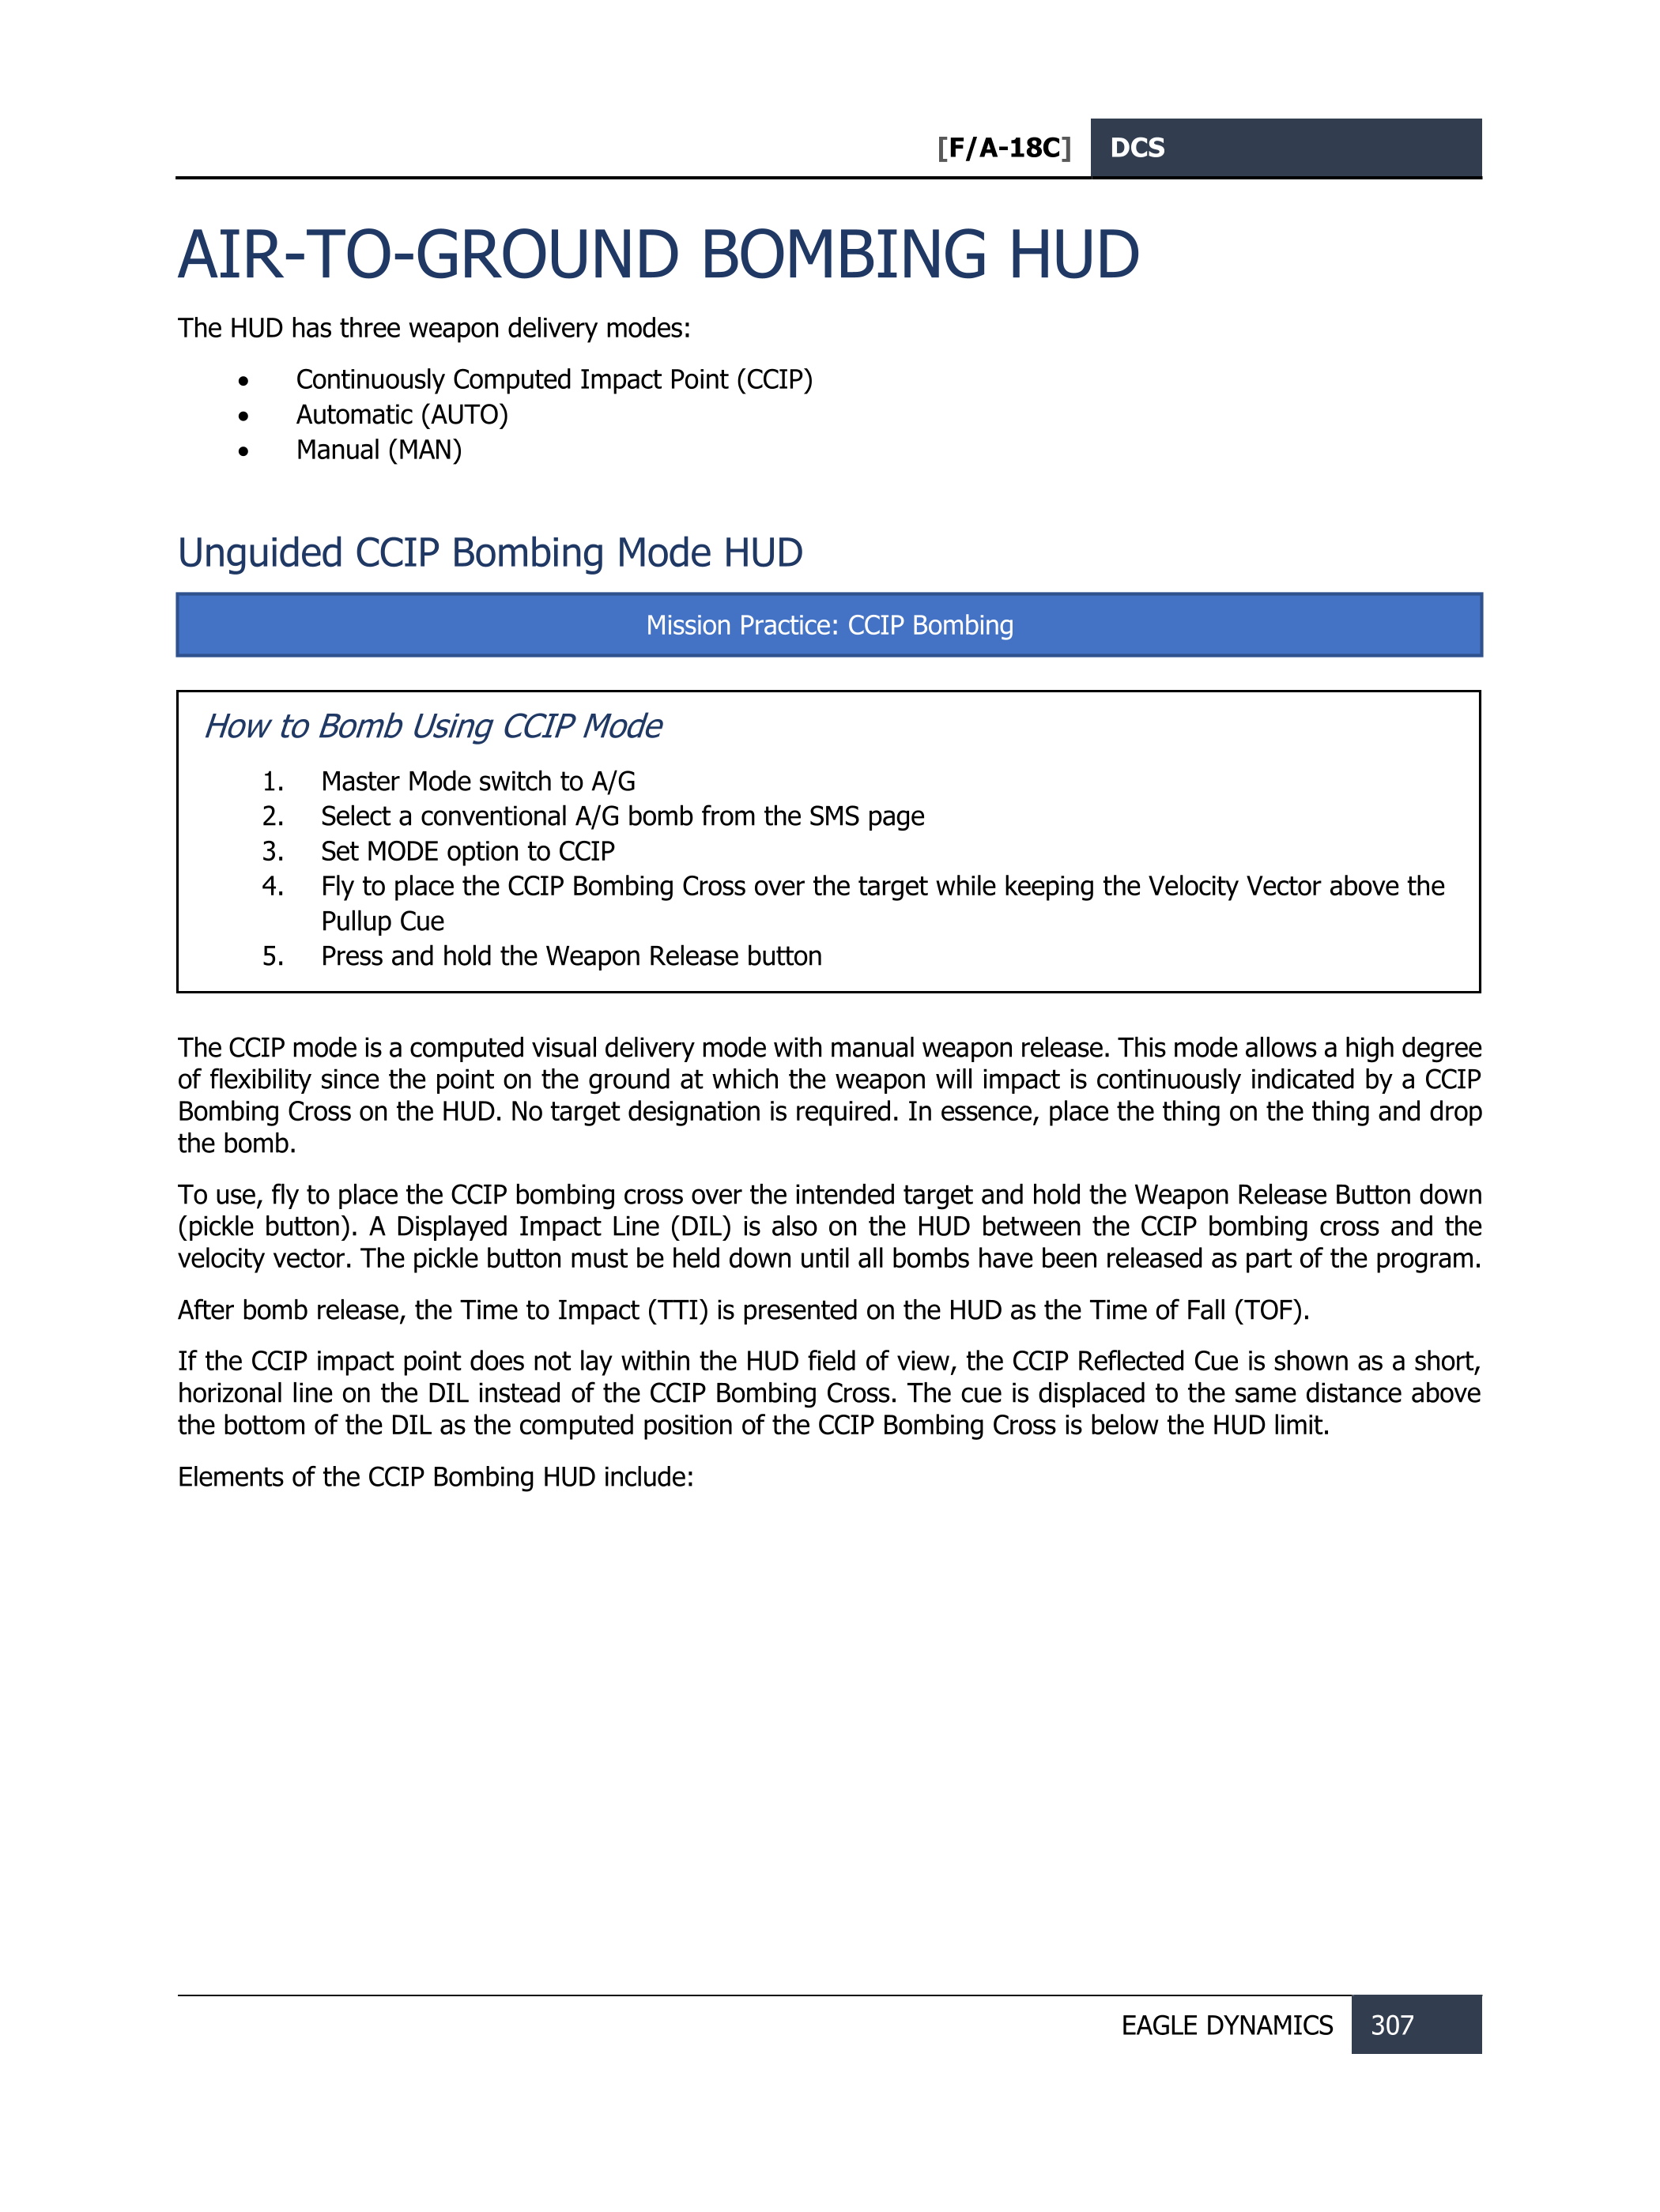 [F/A-18C] DCS
AIR-TO-GROUND BOMBING HUD
The HUD has three weapon delivery modes:
• Continuously Computed Impact Point (CCIP)
• Automatic (AUTO)
• Manual (MAN)
Unguided CCIP Bombing Mode HUD
Mission Practice: CCIP Bombing
How to Bomb Using CCIP Mode
1. Master Mode switch to A/G
2. Select a conventional A/G bomb from the SMS page
3. Set MODE option to CCIP
4. Fly to place the CCIP Bombing Cross over the target while keeping the Velocity Vector above the
Pullup Cue
5. Press and hold the Weapon Release button
The CCIP mode is a computed visual delivery mode with manual weapon release. This mode allows a high degree
of flexibility since the point on the ground at which the weapon will impact is continuously indicated by a CCIP
Bombing Cross on the HUD. No target designation is required. In essence, place the thing on the thing and drop
the bomb.
To use, fly to place the CCIP bombing cross over the intended target and hold the Weapon Release Button down
(pickle button). A Displayed Impact Line (DIL) is also on the HUD between the CCIP bombing cross and the
velocity vector. The pickle button must be held down until all bombs have been released as part of the program.
After bomb release, the Time to Impact (TTI) is presented on the HUD as the Time of Fall (TOF).
If the CCIP impact point does not lay within the HUD field of view, the CCIP Reflected Cue is shown as a short,
horizonal line on the DIL instead of the CCIP Bombing Cross. The cue is displaced to the same distance above
the bottom of the DIL as the computed position of the CCIP Bombing Cross is below the HUD limit.
Elements of the CCIP Bombing HUD include:
EAGLE DYNAMICS 307